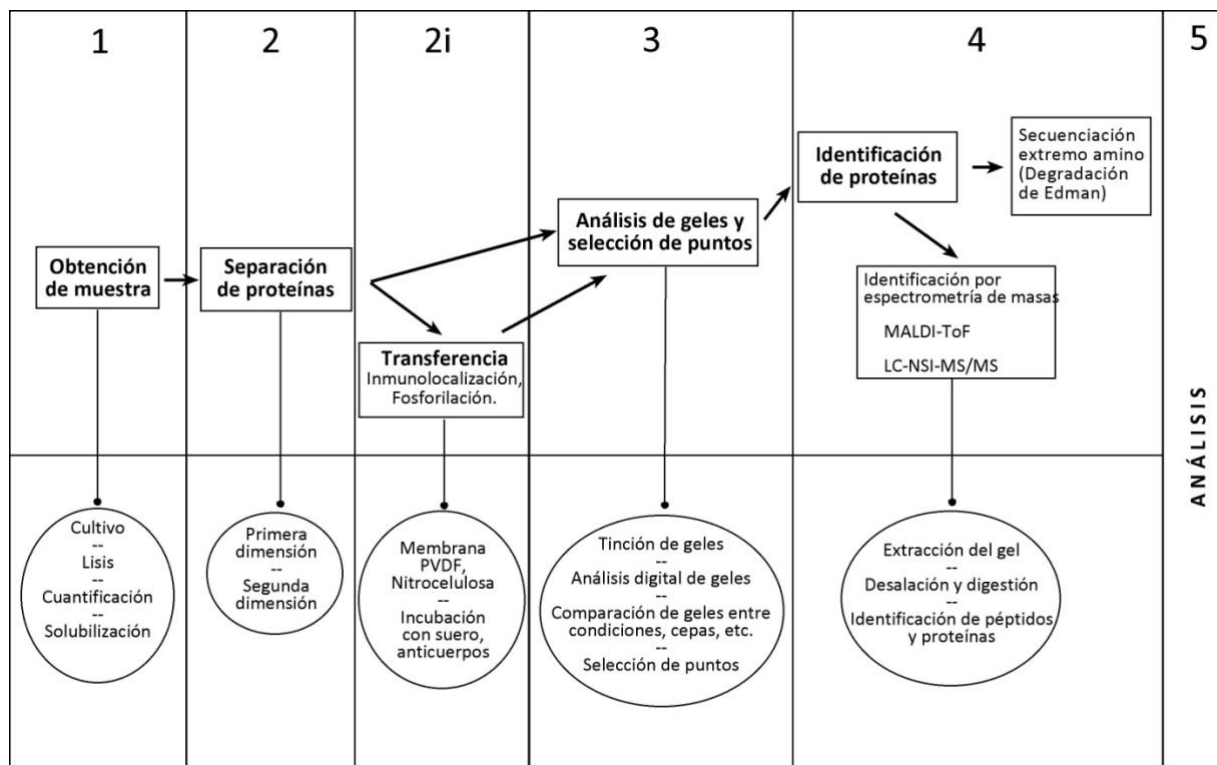 1
2
2i
3
4
5
Obtención
de muestra
Separación
de proteínas
Transferencia
Inmunolocalización,
Fosforilación.
Análisis de geles y
selección de puntos
Identificación
de proteínas
Secuenciación
extremo amino
(Degradación
de Edman)
Identificación por
espectrometría de masas
MALDI-ToF
LC-NSI-MS/MS
ANÁLISIS
Cultivo
--
Lisis
--
Cuantificación
--
Solubilización
Primera
dimensión
--
Segunda
dimensión
Membrana
PVDF,
Nitrocelulosa
--
Incubación
con suero,
anticuerpos
Tinción de geles
--
Análisis digital de geles
--
Comparación de geles entre
condiciones, cepas, etc.
--
Selección de puntos
Extracción del gel
--
Desalación y digestión
--
Identificación de péptidos
y proteínas